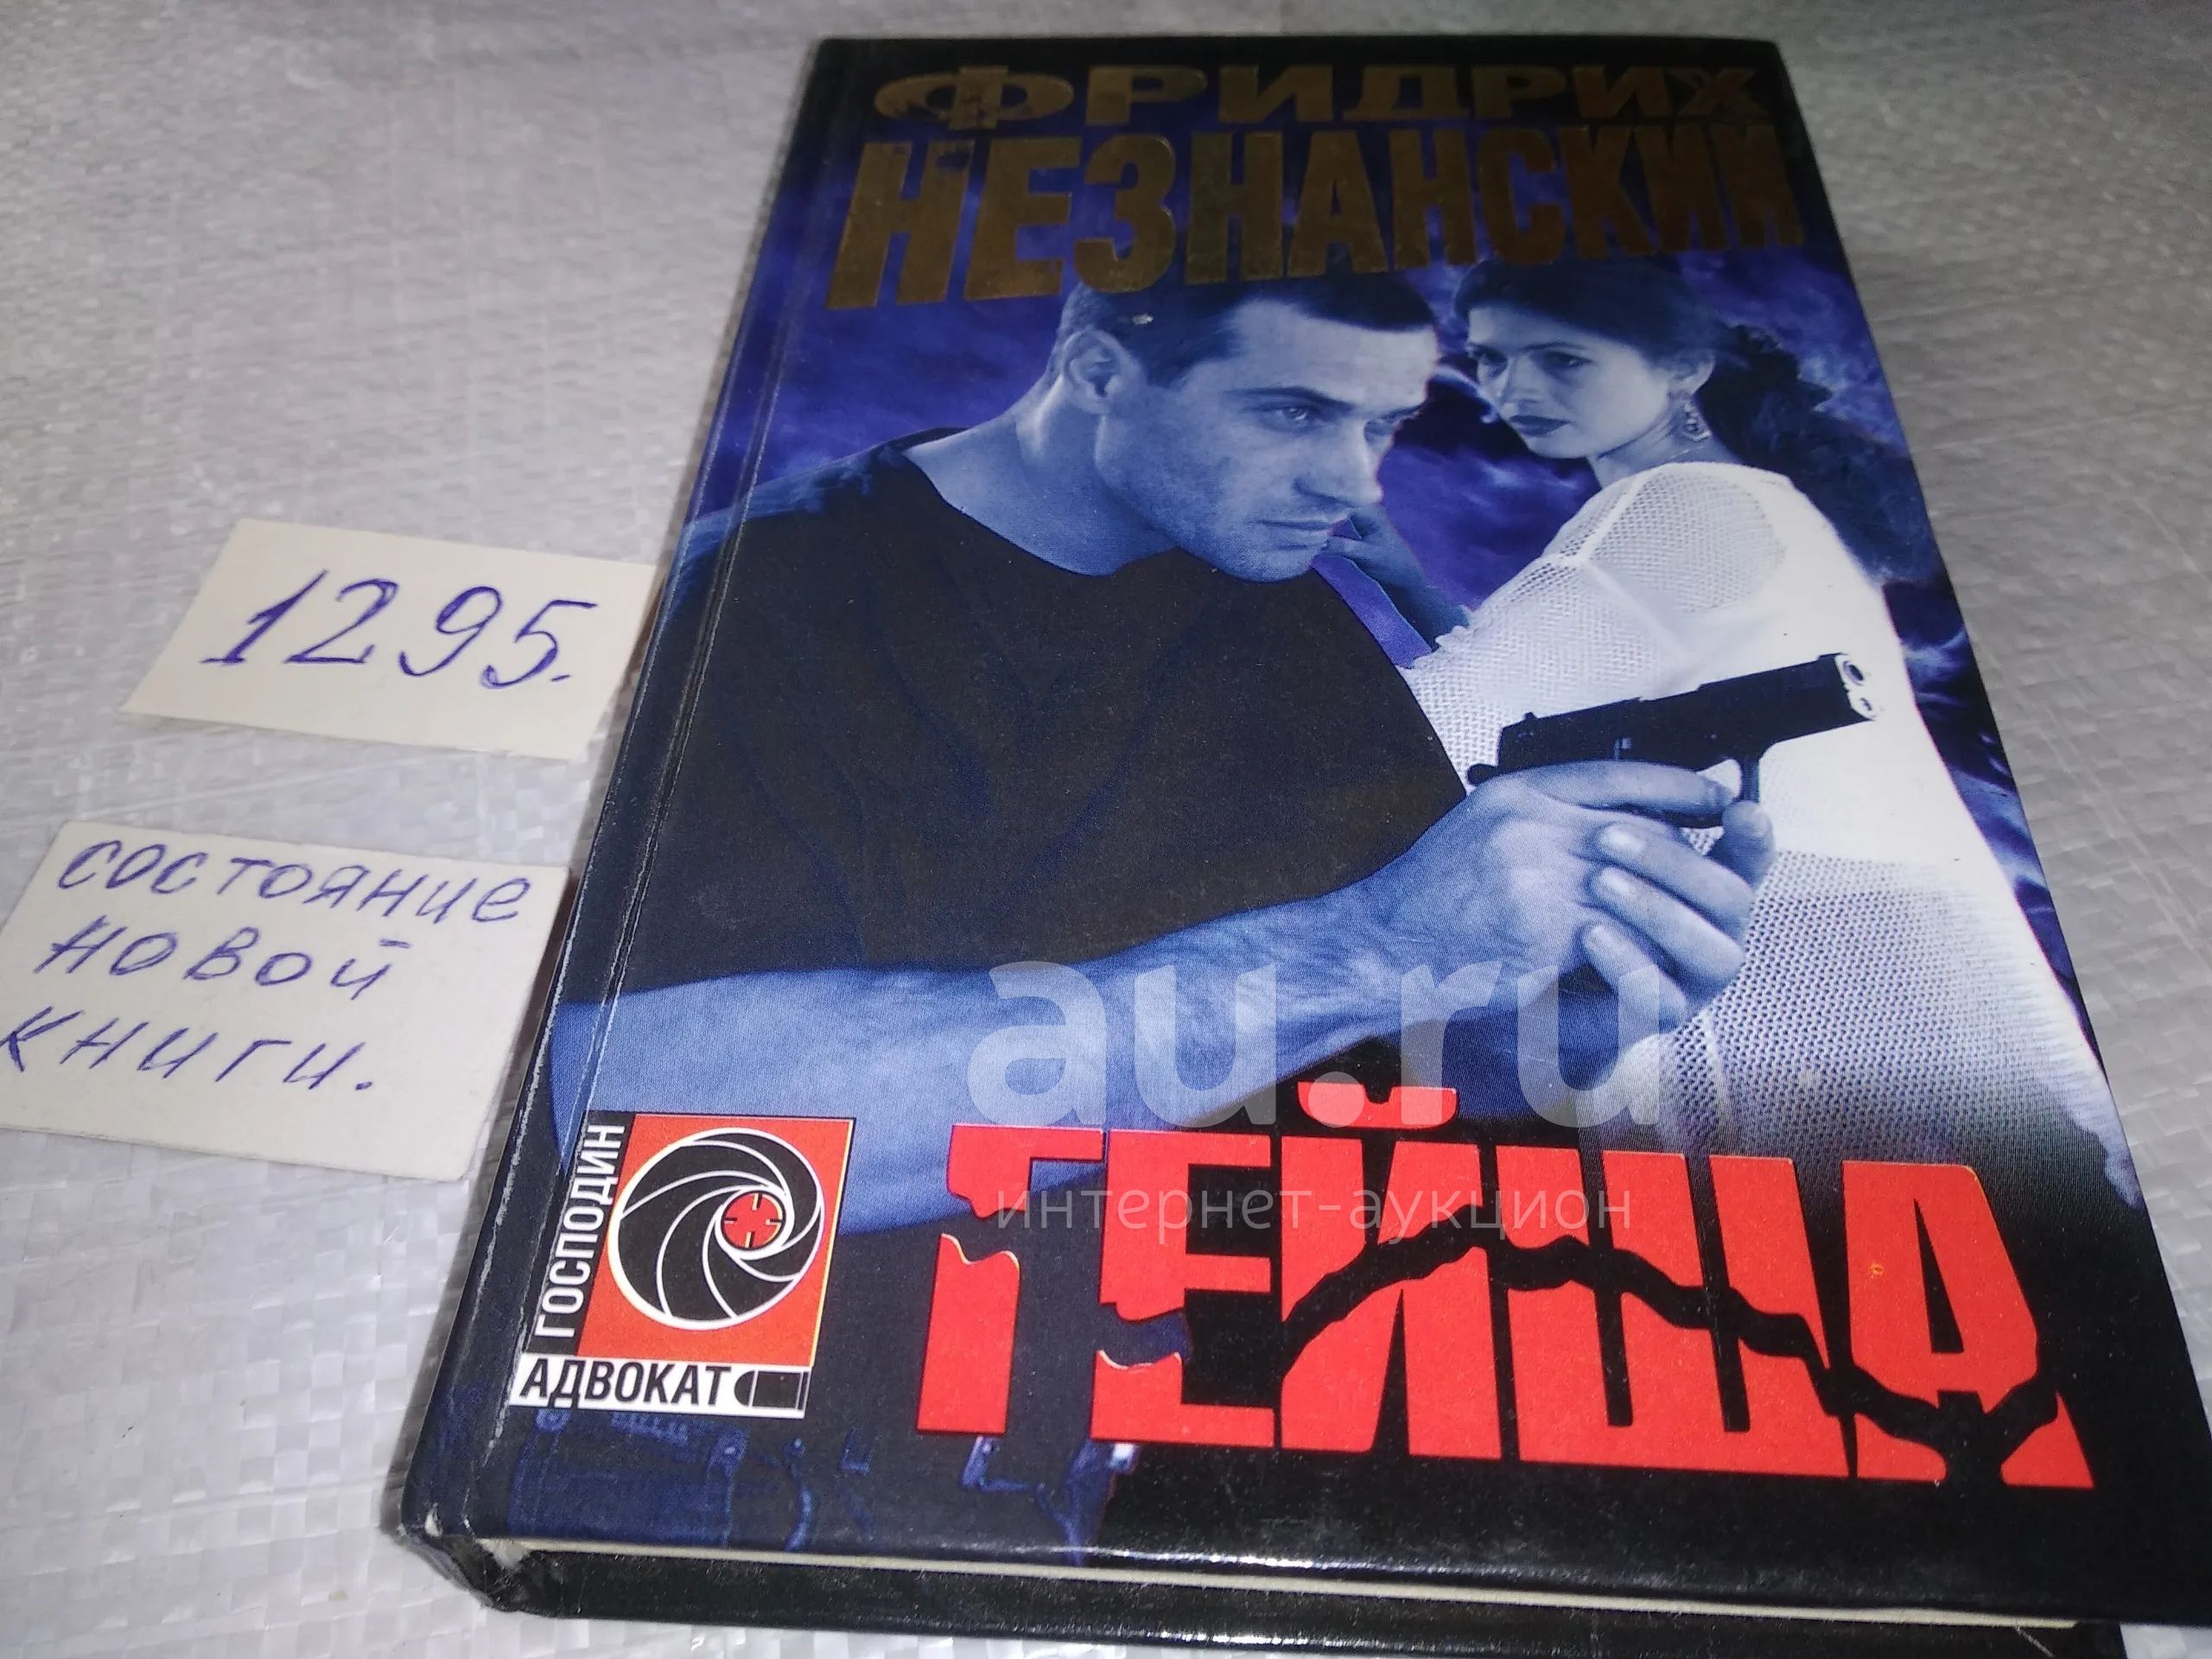 ФРИДРИХ
НЕЗНАНСКИЙ
1295.
состояние
новой
книги.
au.ru
интернет-аукцион
ГОСПОДИН
АДВОКАТ
ГЕЙША